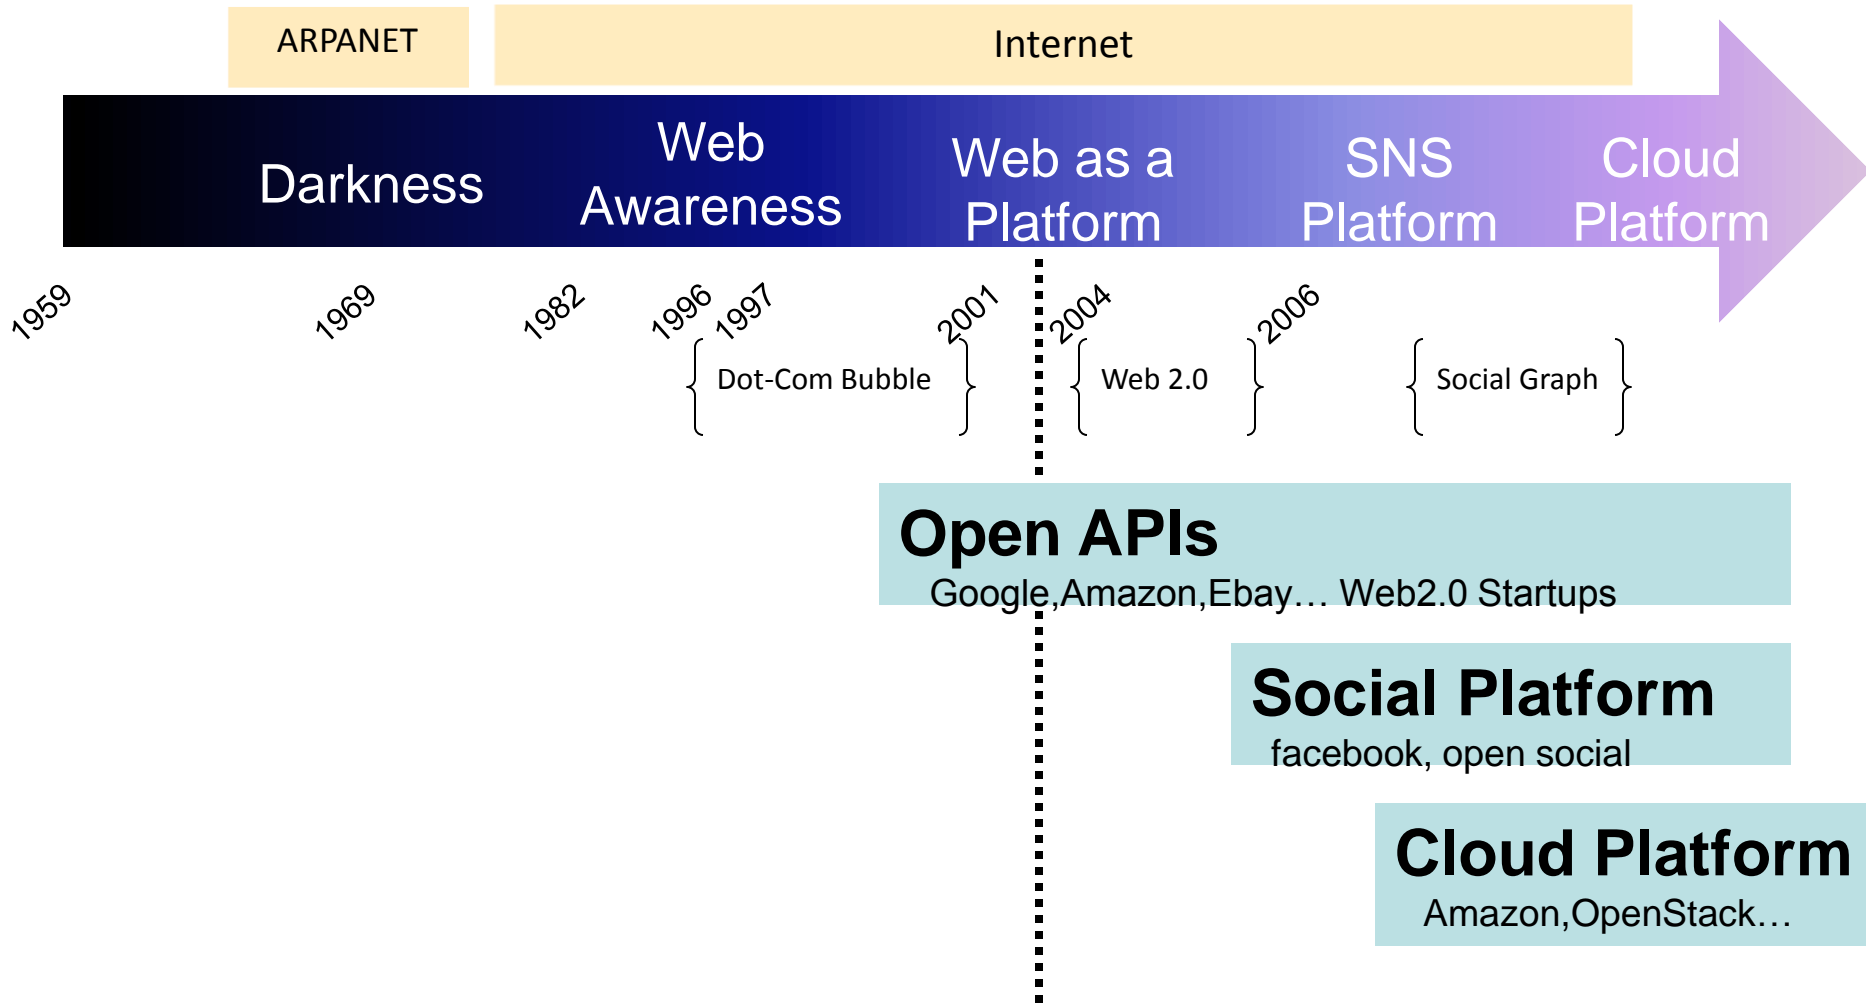 ARPANET
Internet
Darkness
Web
Awareness
Web as a
Platform
SNS
Platform
Cloud
Platform
1959
1969
1982
1996
1997
2001
2004
2006
Dot-Com Bubble
Web 2.0
Social Graph
Open APIs
Google,Amazon,Ebay… Web2.0 Startups
Social Platform
facebook, open social
Cloud Platform
Amazon,OpenStack…